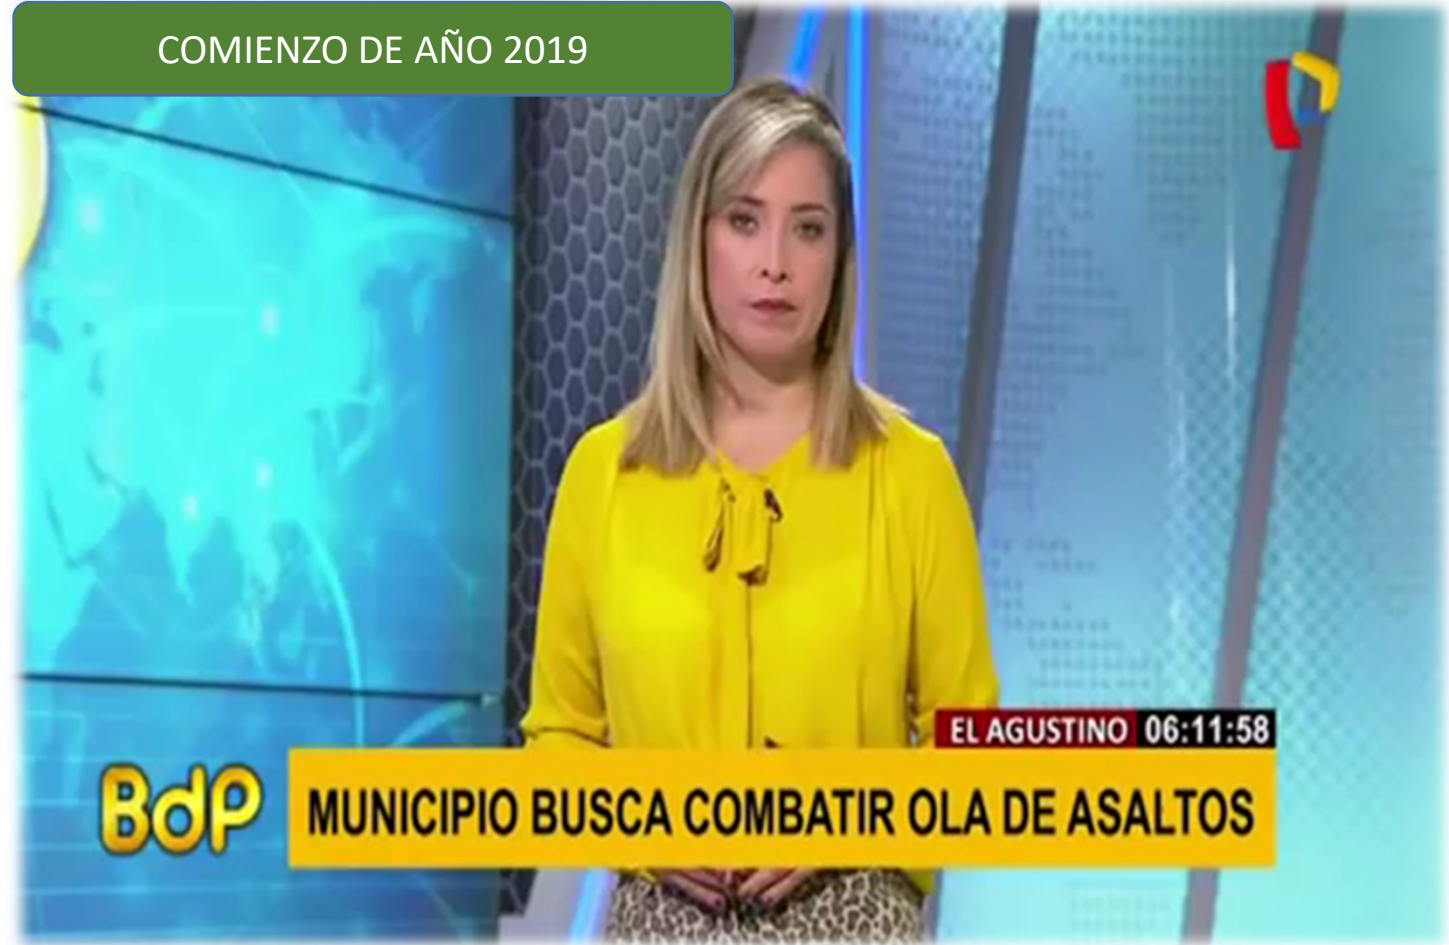 COMIENZO DE AÑO 2019
EL AGUSTINO 06:11:58
BdP MUNICIPIO BUSCA COMBATIR OLA DE ASALTOS